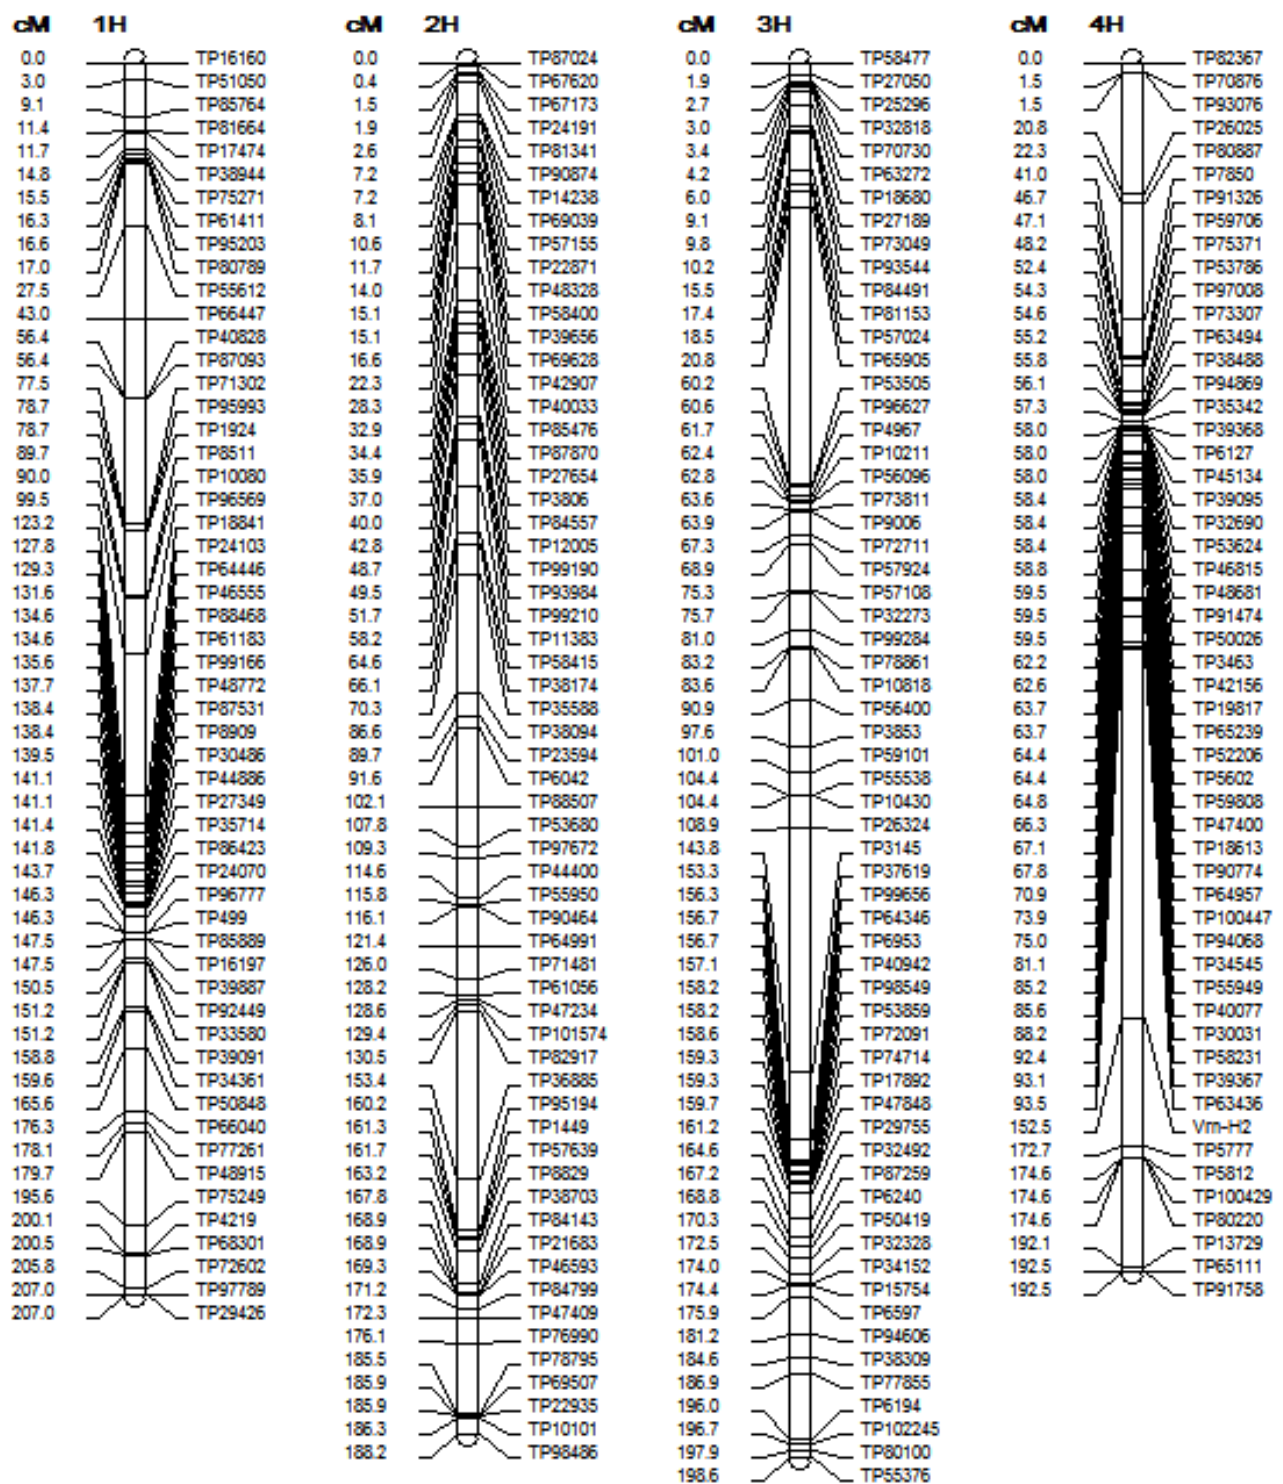 cM 1H
0.0 TP16160
3.0 TP51050
9.1 TP85764
11.4 TP81664
11.7 TP17474
14.8 TP38944
15.5 TP75271
16.3 TP61411
16.6 TP95203
17.0 TP80789
27.5 TP55612
43.0 TP66447
56.4 TP40828
56.4 TP87093
77.5 TP71302
78.7 TP95993
78.7 TP1924
89.7 TP8511
90.0 TP10080
99.5 TP96569
123.2 TP18841
127.8 TP24103
129.3 TP64446
131.6 TP46555
134.6 TP88468
134.6 TP61183
135.6 TP99166
137.7 TP48772
138.4 TP87531
138.4 TP8909
139.5 TP30486
141.1 TP44886
141.1 TP27349
141.4 TP35714
141.8 TP86423
143.7 TP24070
146.3 TP96777
146.3 TP499
147.5 TP85889
147.5 TP16197
150.5 TP39887
151.2 TP92449
151.2 TP33580
158.8 TP39091
159.6 TP34361
165.6 TP50848
176.3 TP66040
178.1 TP77261
179.7 TP48915
195.6 TP75249
200.1 TP4219
200.5 TP68301
205.8 TP72602
207.0 TP97789
207.0 TP29426
cM 2H
0.0 TP87024
0.4 TP67620
1.5 TP67173
1.9 TP24191
2.6 TP81341
7.2 TP90874
7.2 TP14238
8.1 TP69039
10.6 TP57155
11.7 TP22871
14.0 TP48328
15.1 TP58400
15.1 TP39656
16.6 TP69628
22.3 TP42907
28.3 TP40033
32.9 TP85476
34.4 TP87870
35.9 TP27654
37.0 TP3806
40.0 TP84557
42.8 TP12005
48.7 TP99190
49.5 TP93984
51.7 TP99210
58.2 TP11383
64.6 TP58415
66.1 TP38174
70.3 TP35588
86.6 TP38094
89.7 TP23594
91.6 TP6042
102.1 TP88507
107.8 TP53680
109.3 TP97672
114.6 TP44400
115.8 TP55950
116.1 TP90464
121.4 TP64991
126.0 TP71481
128.2 TP61056
128.6 TP47234
129.4 TP101574
130.5 TP82917
153.4 TP36885
160.2 TP95194
161.3 TP1449
161.7 TP57639
163.2 TP8829
167.8 TP38703
168.9 TP84143
168.9 TP21683
169.3 TP46593
171.2 TP84799
172.3 TP47409
176.1 TP76990
185.5 TP78795
185.9 TP69507
185.9 TP22935
186.3 TP10101
188.2 TP98486
cM 3H
0.0 TP58477
1.9 TP27050
2.7 TP25296
3.0 TP32818
3.4 TP70730
4.2 TP63272
6.0 TP18680
9.1 TP27189
9.8 TP73049
10.2 TP93544
15.5 TP84491
17.4 TP81153
18.5 TP57024
20.8 TP65905
60.2 TP53505
60.6 TP96627
61.7 TP4967
62.4 TP10211
62.8 TP56096
63.6 TP73811
63.9 TP9006
67.3 TP72711
68.9 TP57924
75.3 TP57108
75.7 TP32273
81.0 TP99284
83.2 TP78861
83.6 TP10818
90.9 TP56400
97.6 TP3853
101.0 TP59101
104.4 TP55538
104.4 TP10430
108.9 TP26324
143.8 TP3145
153.3 TP37619
156.3 TP99656
156.7 TP64346
156.7 TP6953
157.1 TP40942
158.2 TP98549
158.2 TP53859
158.6 TP72091
159.3 TP74714
159.3 TP17892
159.7 TP47848
161.2 TP29755
164.6 TP32492
167.2 TP87259
168.8 TP6240
170.3 TP50419
172.5 TP32328
174.0 TP34152
174.4 TP15754
175.9 TP6597
181.2 TP94606
184.6 TP38309
186.9 TP77855
196.0 TP6194
196.7 TP102245
197.9 TP80100
198.6 TP55376
cM 4H
0.0 TP82367
1.5 TP70876
1.5 TP93076
20.8 TP26025
22.3 TP80887
41.0 TP7850
46.7 TP91326
47.1 TP59706
48.2 TP75371
52.4 TP53786
54.3 TP97008
54.6 TP73307
55.2 TP63494
55.8 TP38488
56.1 TP94869
57.3 TP35342
58.0 TP39368
58.0 TP6127
58.0 TP45134
58.4 TP39095
58.4 TP32690
58.4 TP53624
58.8 TP46815
59.5 TP48681
59.5 TP91474
59.5 TP50026
62.2 TP3463
62.6 TP42156
63.7 TP19817
63.7 TP65239
64.4 TP52206
64.4 TP5602
64.8 TP59808
66.3 TP47400
67.1 TP18613
67.8 TP90774
70.9 TP64957
73.9 TP100447
75.0 TP94068
81.1 TP34545
85.2 TP55949
85.6 TP40077
88.2 TP30031
92.4 TP58231
93.1 TP39367
93.5 TP63436
152.5 Vrn-H2
172.7 TP5777
174.6 TP5812
174.6 TP100429
174.6 TP80220
192.1 TP13729
192.5 TP65111
192.5 TP91758